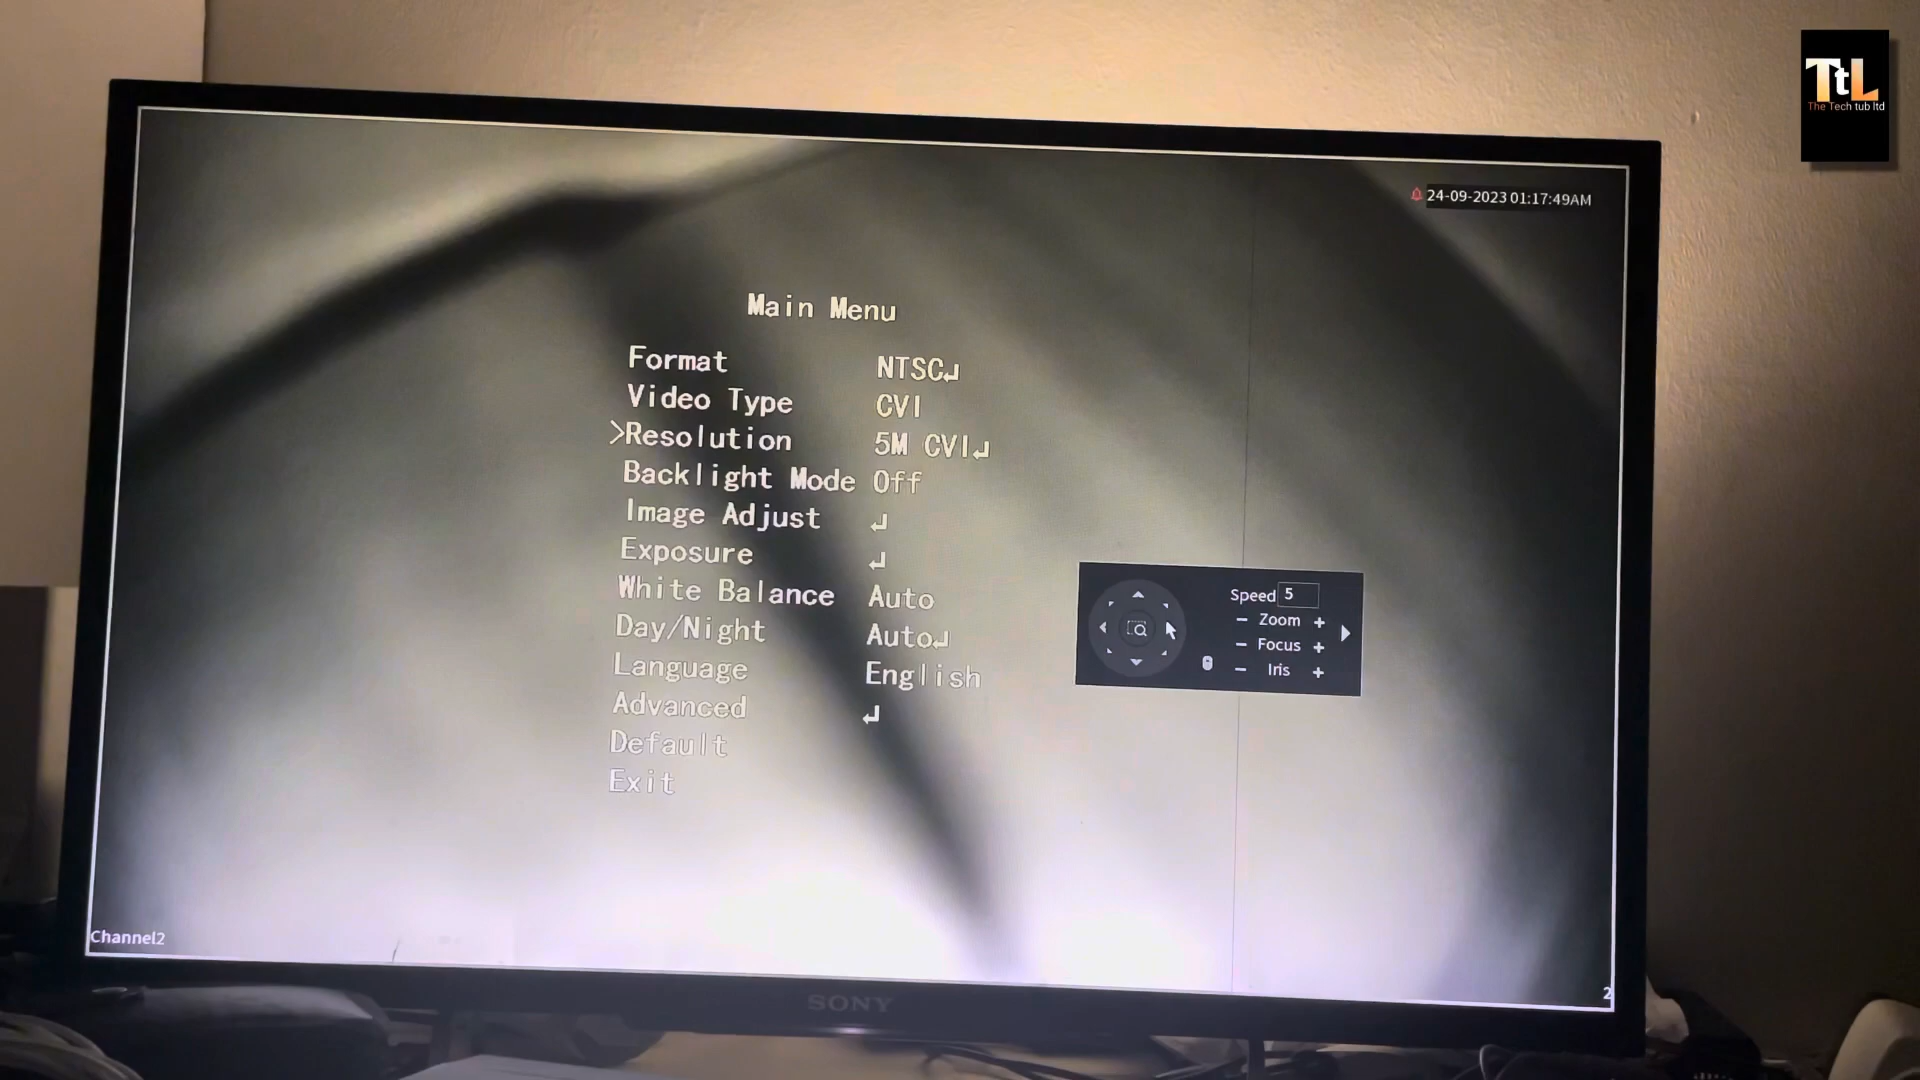 TtL
The Tech tub ltd
24-09-2023 01:17:49AM
Main Menu
Format NTSC↵
Video Type CVI
>Resolution 5M CVI↵
Backlight Mode Off
Image Adjust ↵
Exposure ↵
White Balance Auto
Day/Night Auto↵
Language English
Advanced ↵
Default
Exit
Speed 5
- Zoom +
- Focus +
- Iris +
Channel2
2
SONY